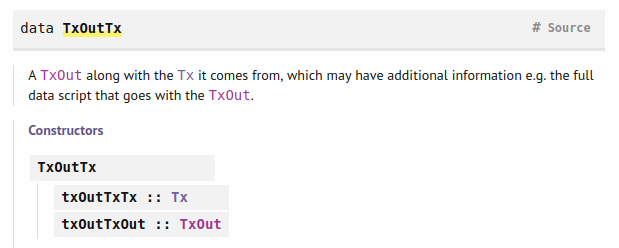 data TxOutTx # Source
A TxOut along with the Tx it comes from, which may have additional information e.g. the full
data script that goes with the TxOut.
Constructors
TxOutTx
txOutTxTx :: Tx
txOutTxOut :: TxOut